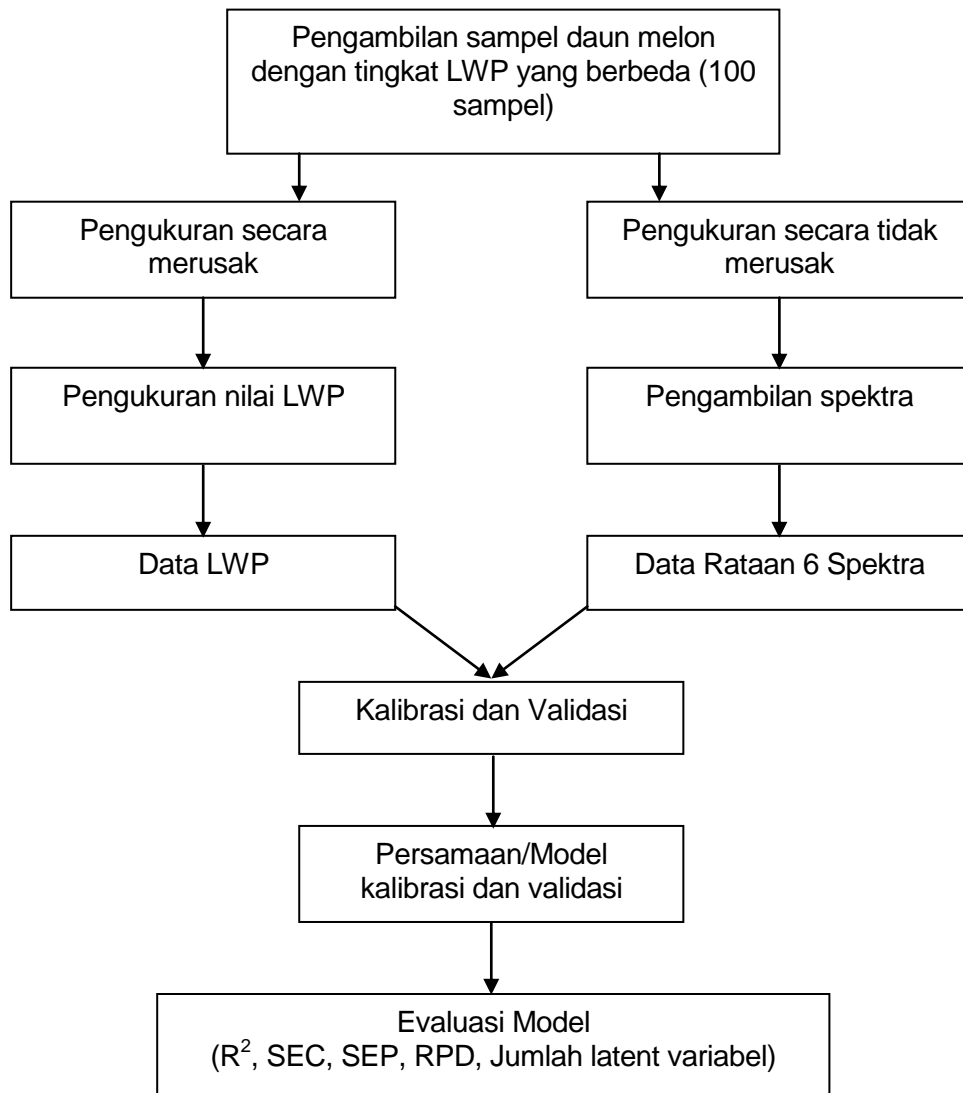 Pengambilan sampel daun melon
dengan tingkat LWP yang berbeda (100
sampel)
Pengukuran secara
merusak
Pengukuran secara tidak
merusak
Pengukuran nilai LWP
Pengambilan spektra
Data LWP
Data Rataan 6 Spektra
Kalibrasi dan Validasi
Persamaan/Model
kalibrasi dan validasi
Evaluasi Model
(R², SEC, SEP, RPD, Jumlah latent variabel)